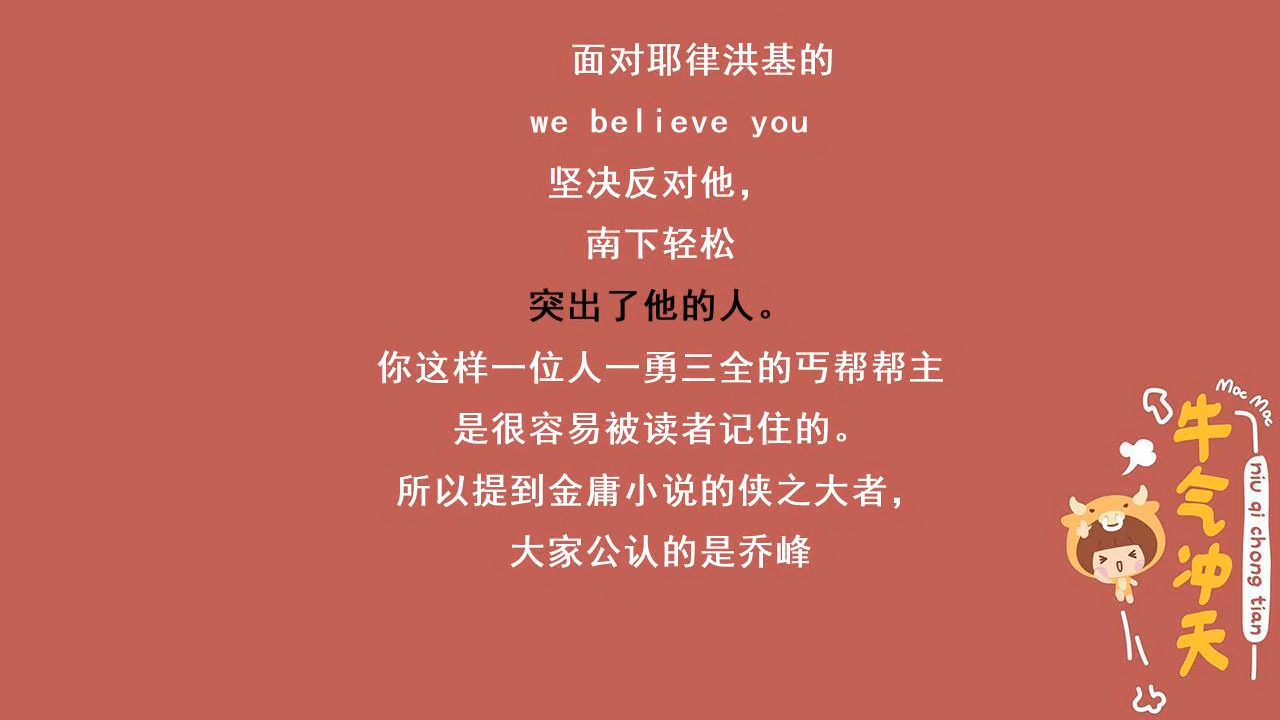 面对耶律洪基的
we believe you
坚决反对他，
南下轻松
突出了他的人。
你这样一位人一勇三全的丐帮帮主
是很容易被读者记住的。
所以提到金庸小说的侠之大者，
大家公认的是乔峰
Moc Moc
牛气冲天
niu qi chong tian